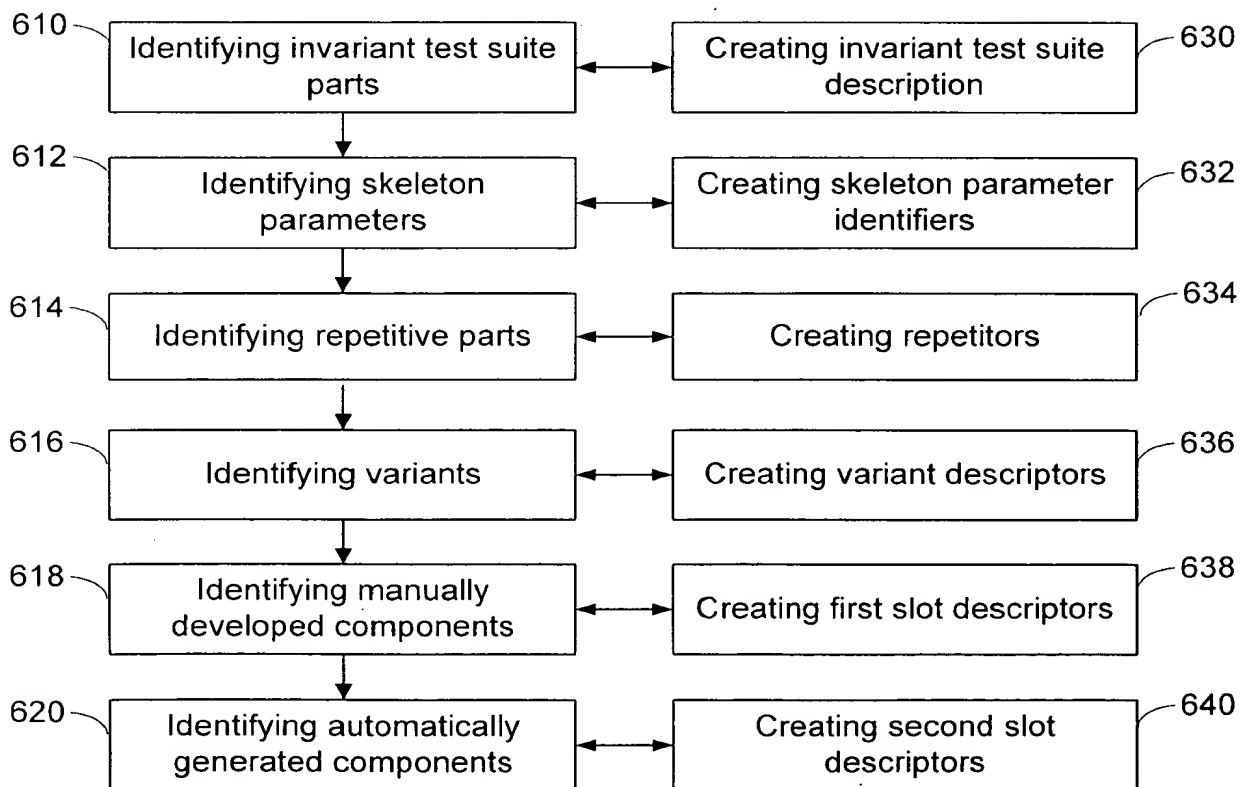 610
Identifying invariant test suite
parts
Creating invariant test suite
description
630
612
Identifying skeleton
parameters
Creating skeleton parameter
identifiers
632
614
Identifying repetitive parts
Creating repetitors
634
616
Identifying variants
Creating variant descriptors
636
618
Identifying manually
developed components
Creating first slot descriptors
638
620
Identifying automatically
generated components
Creating second slot
descriptors
640